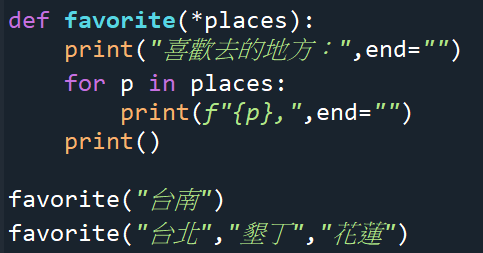 def favorite(*places):
    print("喜歡去的地方：",end="")
    for p in places:
        print(f"{p},",end="")
    print()

favorite("台南")
favorite("台北","墾丁","花蓮")